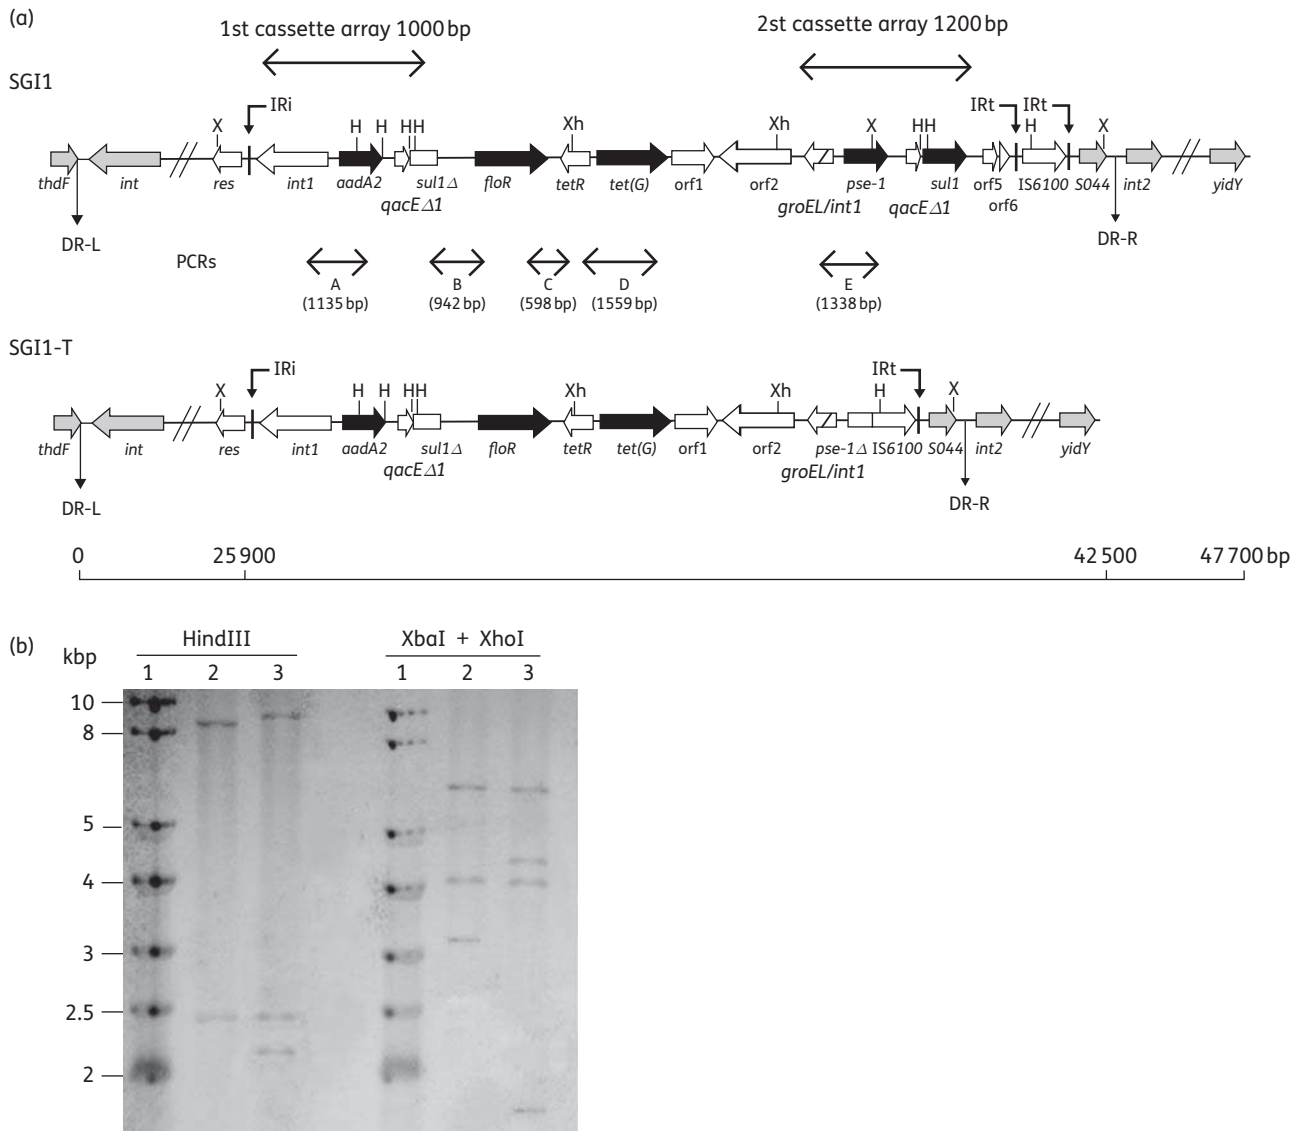 (a)
1st cassette array 1000 bp
2st cassette array 1200 bp
SGI1
IRi
IRt
IRt
X
H
H
HH
Xh
Xh
X
HH
H
X
thdF
int
res
int1
aadA2
sul1Δ
floR
tetR
tet(G)
orf1
orf2
pse-1
sul1
orf5
IS6100
S044
int2
yidY
qacEΔ1
groEL/int1
qacEΔ1
orf6
DR-L
DR-R
PCRs
A
(1135 bp)
B
(942 bp)
C
(598 bp)
D
(1559 bp)
E
(1338 bp)
SGI1-T
IRi
IRt
X
H
H
HH
Xh
Xh
H
X
thdF
int
res
int1
aadA2
sul1Δ
floR
tetR
tet(G)
orf1
orf2
pse-1Δ
IS6100
S044
int2
yidY
qacEΔ1
groEL/int1
DR-L
DR-R
0
25 900
42 500
47 700 bp
(b)
HindIII
XbaI + XhoI
kbp
1 2 3
1 2 3
10
8
5
4
3
2.5
2